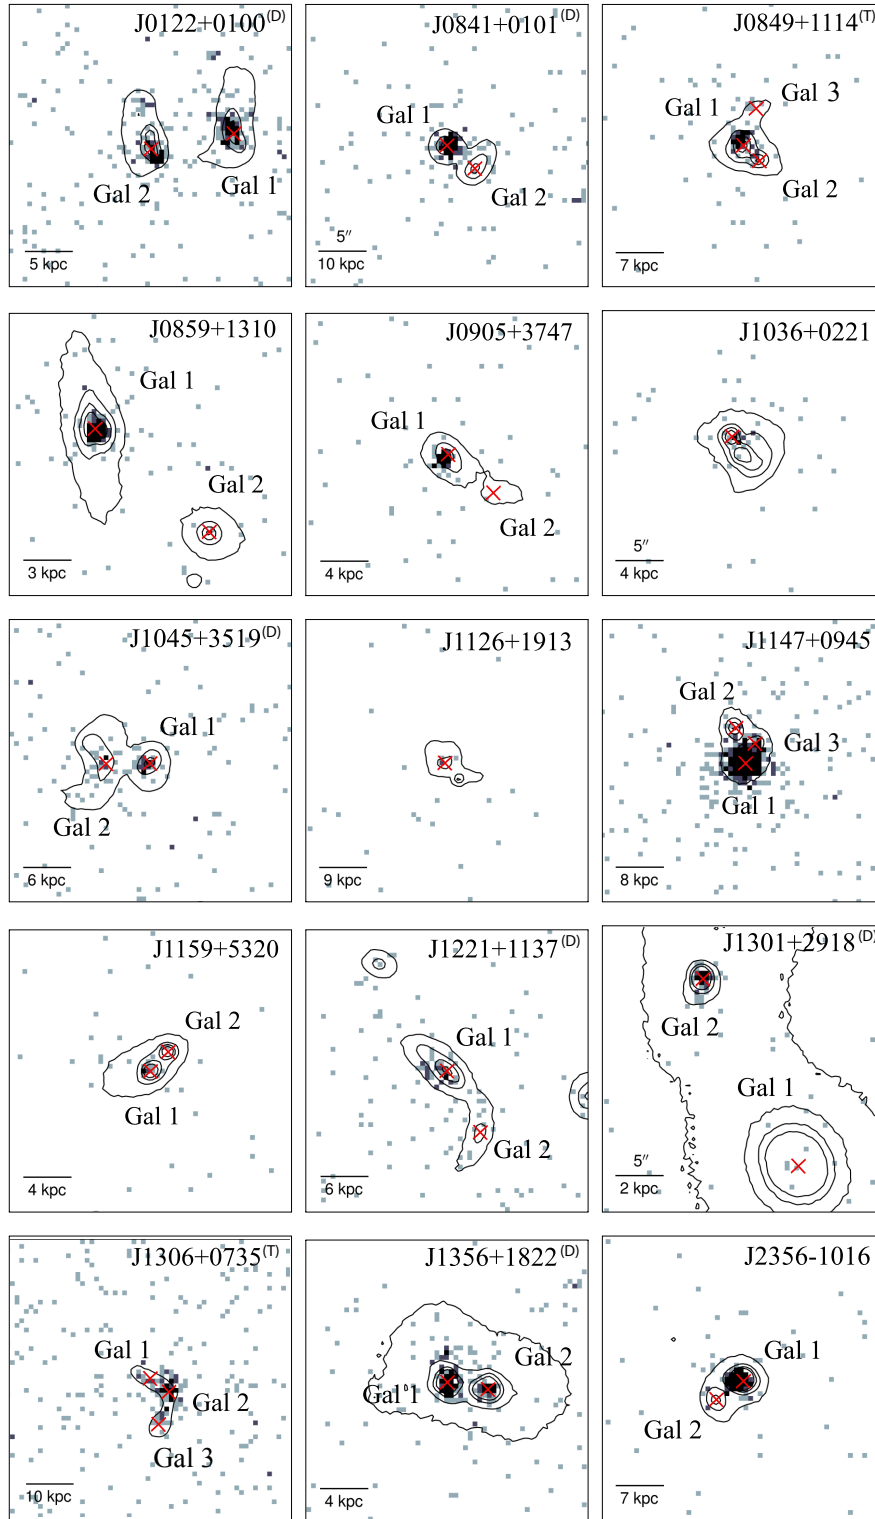 J0122+0100(D)
Gal 2
Gal 1
5 kpc
J0841+0101(D)
Gal 1
Gal 2
5″
10 kpc
J0849+1114(T)
Gal 3
Gal 1
Gal 2
7 kpc
J0859+1310
Gal 1
Gal 2
3 kpc
J0905+3747
Gal 1
Gal 2
4 kpc
J1036+0221
5″
4 kpc
J1045+3519(D)
Gal 1
Gal 2
6 kpc
J1126+1913
9 kpc
J1147+0945
Gal 2
Gal 3
Gal 1
8 kpc
J1159+5320
Gal 2
Gal 1
4 kpc
J1221+1137(D)
Gal 1
Gal 2
6 kpc
J1301+2918(D)
Gal 2
Gal 1
5″
2 kpc
J1306+0735(T)
Gal 1
Gal 2
Gal 3
10 kpc
J1356+1822(D)
Gal 2
Gal 1
4 kpc
J2356-1016
Gal 1
Gal 2
7 kpc